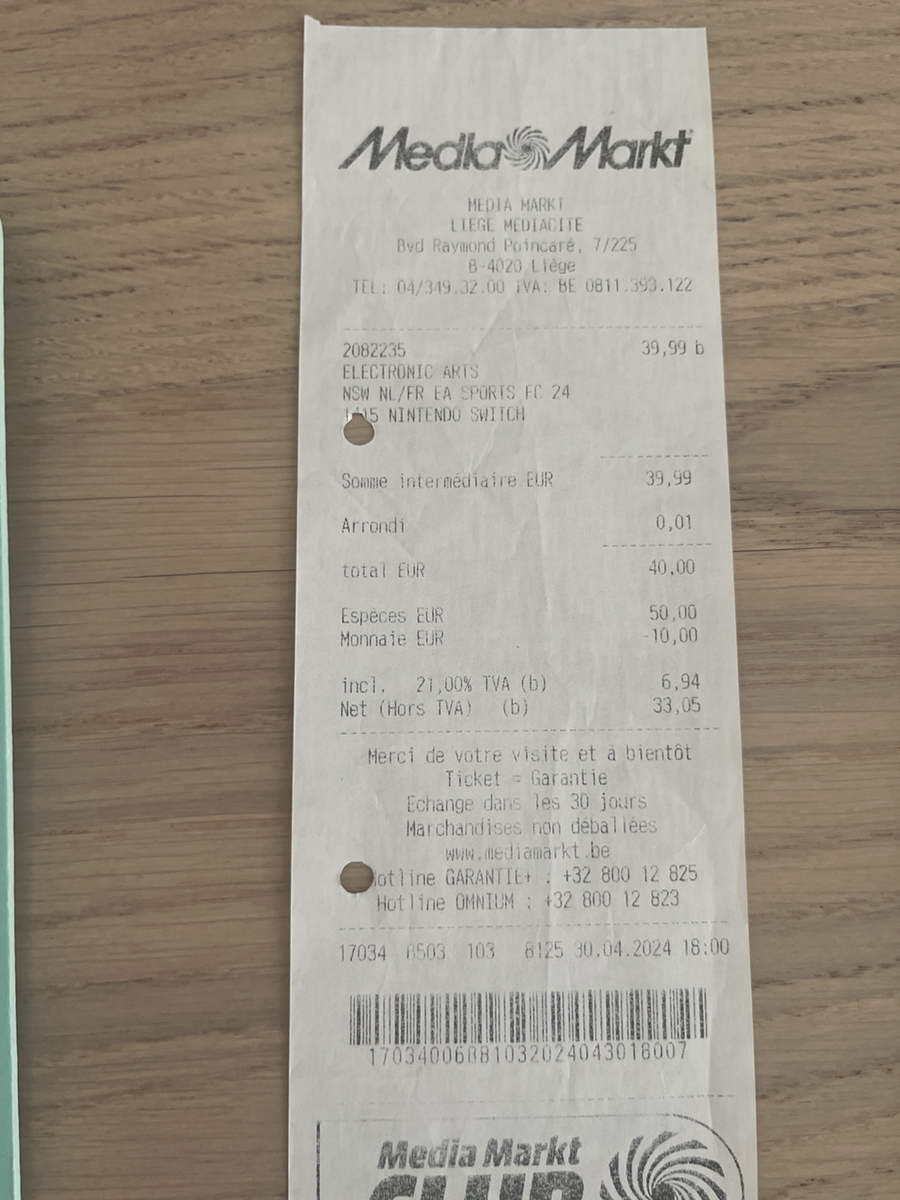 Media Markt
MEDIA MARKT
LIEGE MEDIACITE
Bvd Raymond Poincaré, 7/225
B-4020 Liège
TEL: 04/349.32.00 TVA: BE 0811.393.122
2082235 39,99 b
ELECTRONIC ARTS
NSW NL/FR EA SPORTS FC 24
NINTENDO SWITCH
Somme intermédiaire EUR 39,99
Arrondi 0,01
total EUR 40,00
Espèces EUR 50,00
Monnaie EUR -10,00
incl. 21,00% TVA (b) 6,94
Net (Hors TVA) (b) 33,05
Merci de votre visite et à bientôt
Ticket = Garantie
Echange dans les 30 jours
Marchandises non déballées
www.mediamarkt.be
otline GARANTIE+ : +32 800 12 825
Hotline OMNIUM : +32 800 12 823
17034 103 8125 30.04.2024 18:00
Media Markt
CLUB